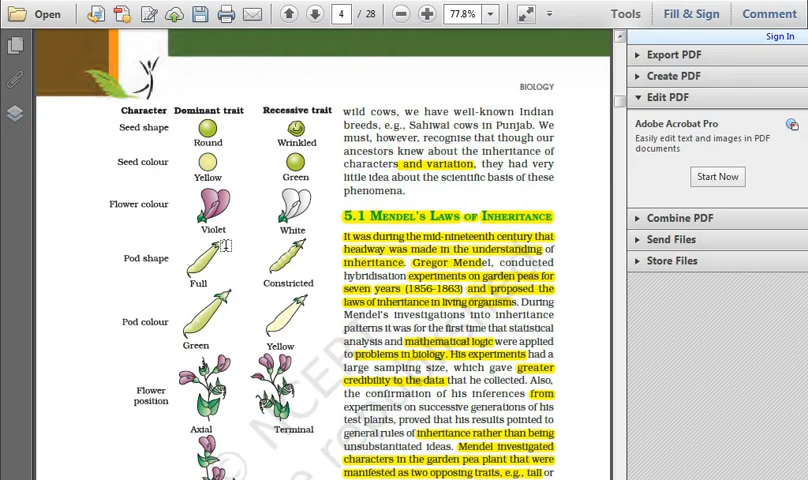 Open
4 / 28
77.8%
Tools
Fill & Sign
Comment
Sign In
Export PDF
Create PDF
Edit PDF
Adobe Acrobat Pro
Easily edit text and images in PDF
documents
Start Now
Combine PDF
Send Files
Store Files
BIOLOGY
Character Dominant trait Recessive trait
Seed shape
Round Wrinkled
Seed colour
Yellow Green
Flower colour
Violet White
Pod shape
Full Constricted
Pod colour
Green Yellow
Flower
position
Axial Terminal
wild cows, we have well-known Indian
breeds, e.g., Sahiwal cows in Punjab. We
must, however, recognise that though our
ancestors knew about the inheritance of
characters and variation, they had very
little idea about the scientific basis of these
phenomena.
5.1 MENDEL'S LAWS OF INHERITANCE
It was during the mid-nineteenth century that
headway was made in the understanding of
inheritance. Gregor Mendel, conducted
hybridisation experiments on garden peas for
seven years (1856-1863) and proposed the
laws of inheritance in living organisms. During
Mendel's investigations into inheritance
patterns it was for the first time that statistical
analysis and mathematical logic were applied
to problems in biology. His experiments had a
large sampling size, which gave greater
credibility to the data that he collected. Also,
the confirmation of his inferences from
experiments on successive generations of his
test plants, proved that his results pointed to
general rules of inheritance rather than being
unsubstantiated ideas. Mendel investigated
characters in the garden pea plant that were
manifested as two opposing traits, e.g., tall or
© NCERT